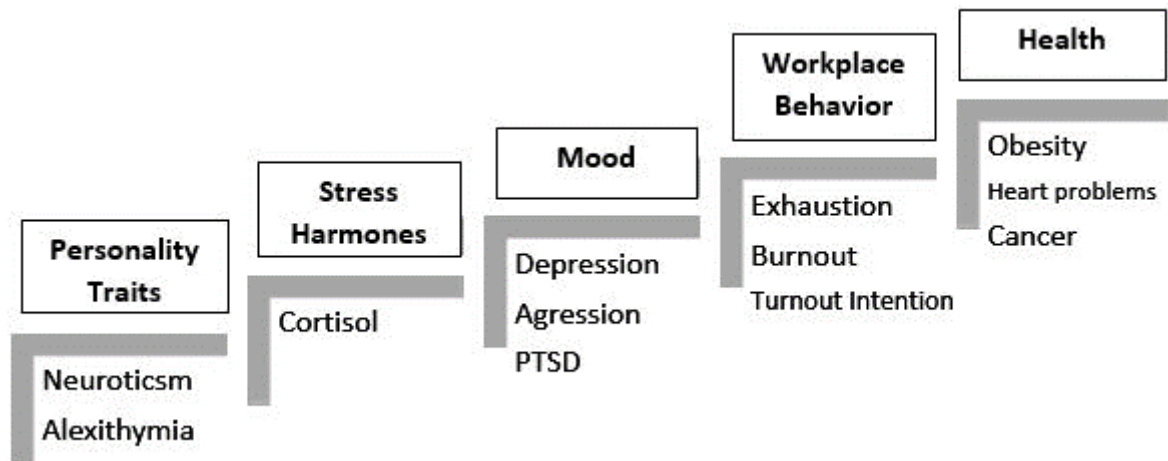 Personality
Traits
Neuroticsm
Alexithymia
Stress
Harmones
Cortisol
Mood
Depression
Agression
PTSD
Workplace
Behavior
Exhaustion
Burnout
Turnout Intention
Health
Obesity
Heart problems
Cancer